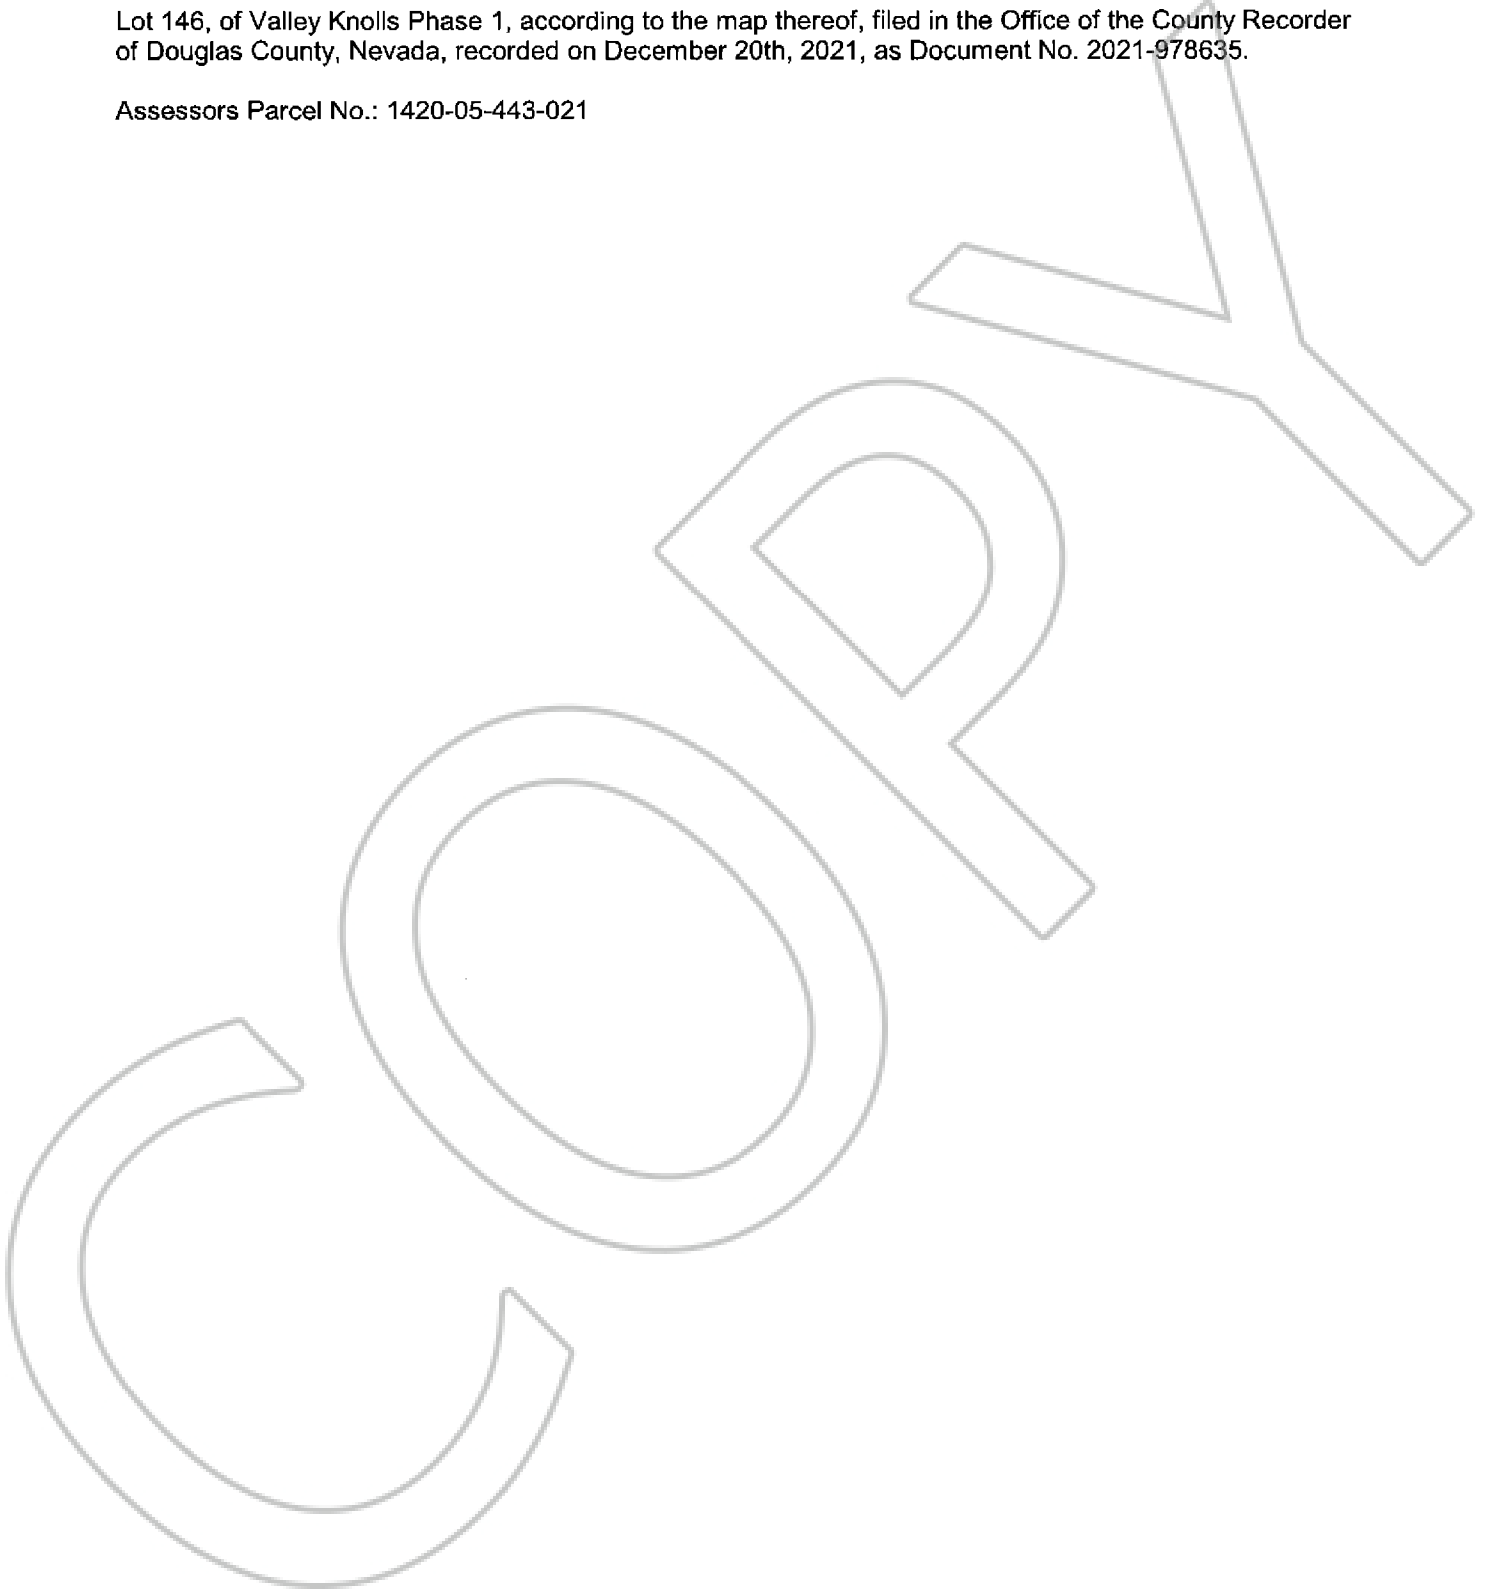 Lot 146, of Valley Knolls Phase 1, according to the map thereof, filed in the Office of the County Recorder
of Douglas County, Nevada, recorded on December 20th, 2021, as Document No. 2021-978635.
Assessors Parcel No.: 1420-05-443-021
COPY